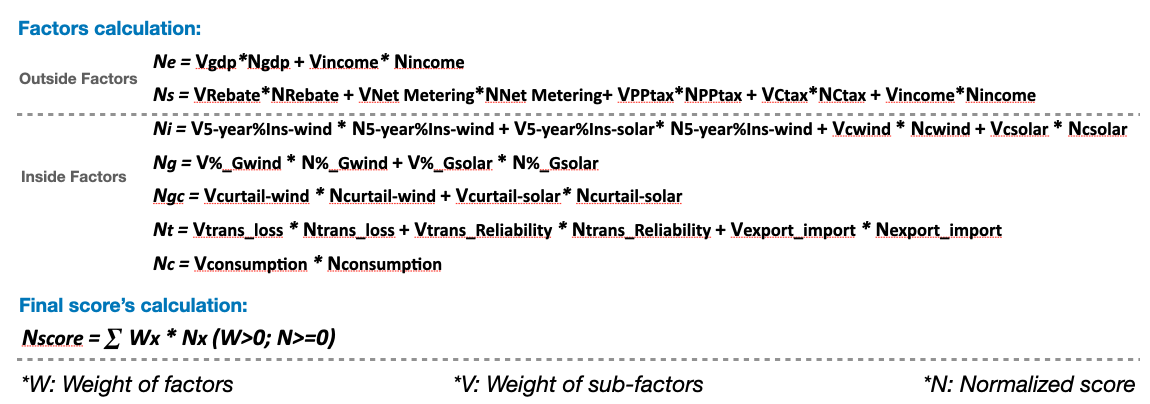 Factors calculation:
Outside Factors
Ne = Vgdp*Ngdp + Vincome* Nincome
Ns = VRebate*NRebate + VNet Metering*NNet Metering+ VPPtax*NPPtax + VCtax*NCtax + Vincome*Nincome
Inside Factors
Ni = V5-year%Ins-wind * N5-year%Ins-wind + V5-year%Ins-solar* N5-year%Ins-wind + Vcwind * Ncwind + Vcsolar * Ncsolar
Ng = V%_Gwind * N%_Gwind + V%_Gsolar * N%_Gsolar
Ngc = Vcurtail-wind * Ncurtail-wind + Vcurtail-solar* Ncurtail-solar
Nt = Vtrans_loss * Ntrans_loss + Vtrans_Reliability * Ntrans_Reliability + Vexport_import * Nexport_import
Nc = Vconsumption * Nconsumption
Final score's calculation:
Nscore = ∑ Wx * Nx (W>0; N>=0)
*W: Weight of factors
*V: Weight of sub-factors
*N: Normalized score